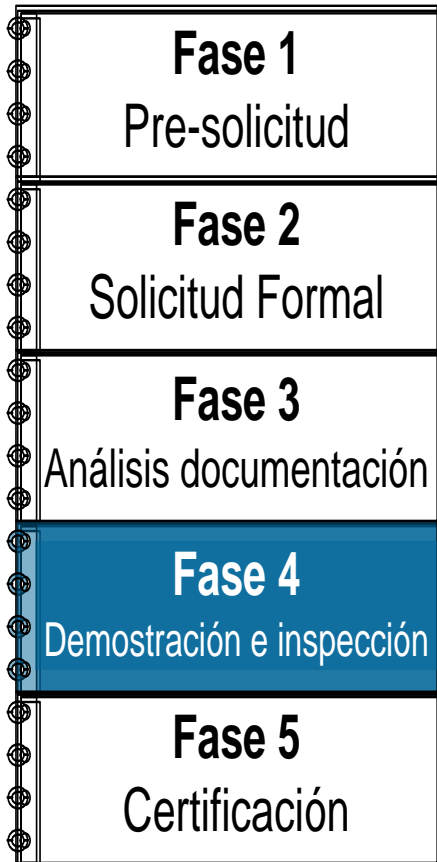 Fase 1
Pre-solicitud
Fase 2
Solicitud Formal
Fase 3
Análisis documentación
Fase 4
Demostración e inspección
Fase 5
Certificación